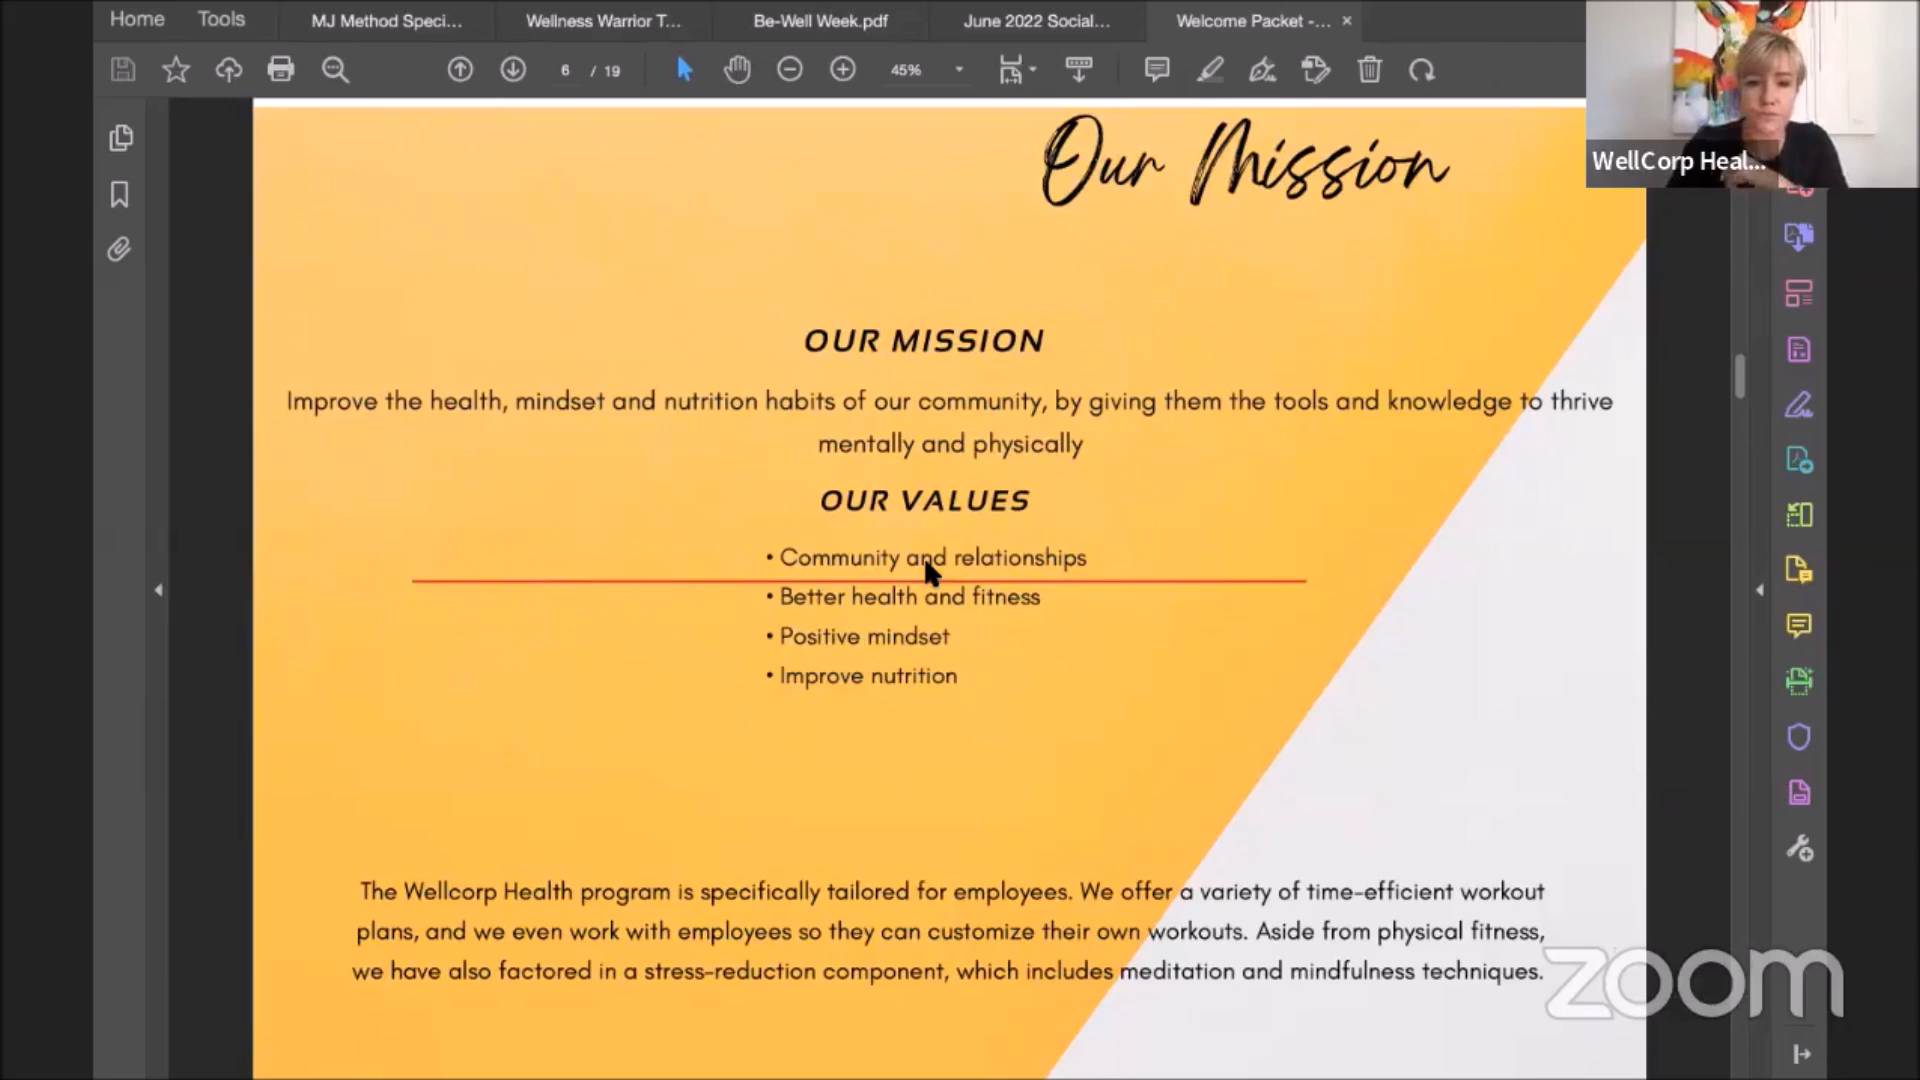 Home Tools MJ Method Speci... Wellness Warrior T... Be-Well Week.pdf June 2022 Social... Welcome Packet -... ×
6 / 19 45%
WellCorp Heal...
Our Mission
OUR MISSION
Improve the health, mindset and nutrition habits of our community, by giving them the tools and knowledge to thrive
mentally and physically
OUR VALUES
• Community and relationships
• Better health and fitness
• Positive mindset
• Improve nutrition
The Wellcorp Health program is specifically tailored for employees. We offer a variety of time-efficient workout
plans, and we even work with employees so they can customize their own workouts. Aside from physical fitness,
we have also factored in a stress-reduction component, which includes meditation and mindfulness techniques.
zoom